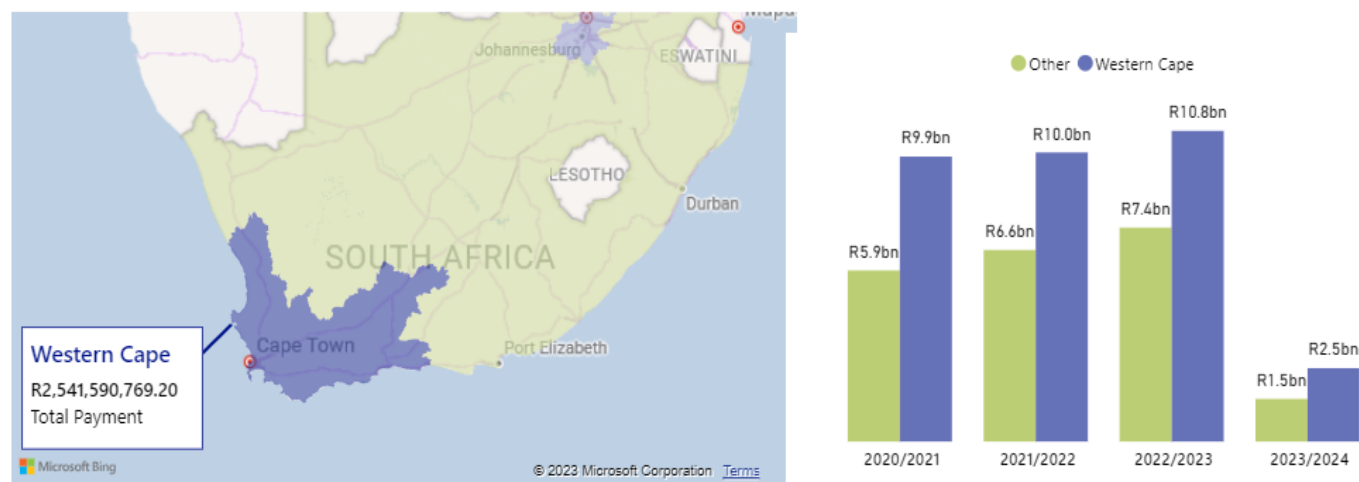 Johannesburg
ESWATINI
LESOTHO
Durban
SOUTH AFRICA
Cape Town
Port Elizabeth
Western Cape
R2,541,590,769.20
Total Payment
Microsoft Bing
© 2023 Microsoft Corporation Terms
Other Western Cape
R9.9bn
R10.0bn
R10.8bn
R5.9bn
R6.6bn
R7.4bn
R1.5bn
R2.5bn
2020/2021
2021/2022
2022/2023
2023/2024